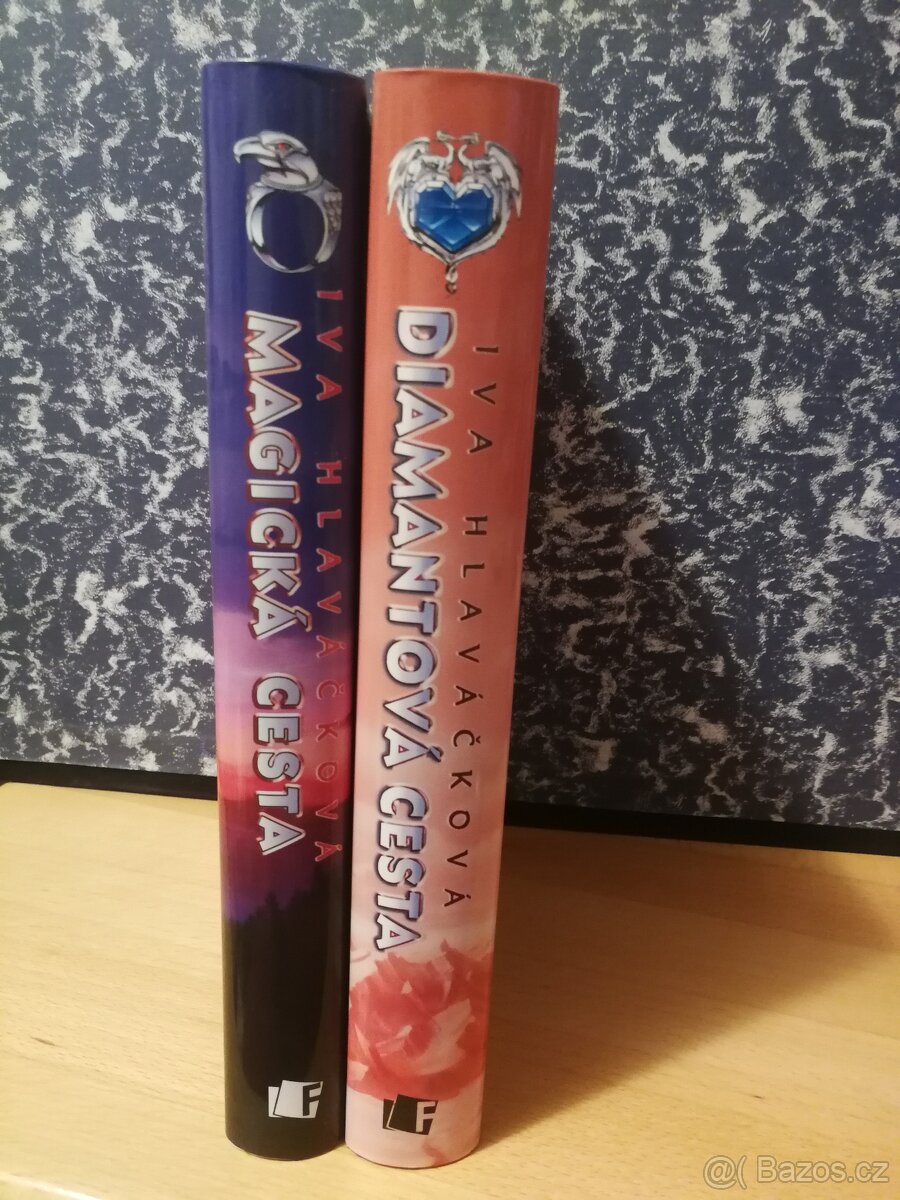 IVA HLAVÁČKOVÁ
MAGICKÁ CESTA
F
IVA HLAVÁČKOVÁ
DIAMANTOVÁ CESTA
F
@( Bazos.cz